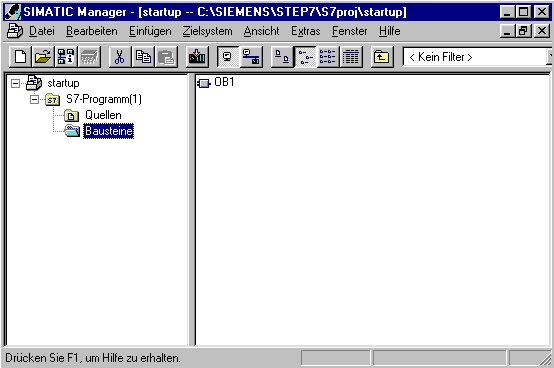 SIMATIC Manager - [startup -- C:\SIEMENS\STEP7\S7proj\startup]
Datei Bearbeiten Einfügen Zielsystem Ansicht Extras Fenster Hilfe
< Kein Filter >
startup
S7-Programm(1)
Quellen
Bausteine
OB1
Drücken Sie F1, um Hilfe zu erhalten.